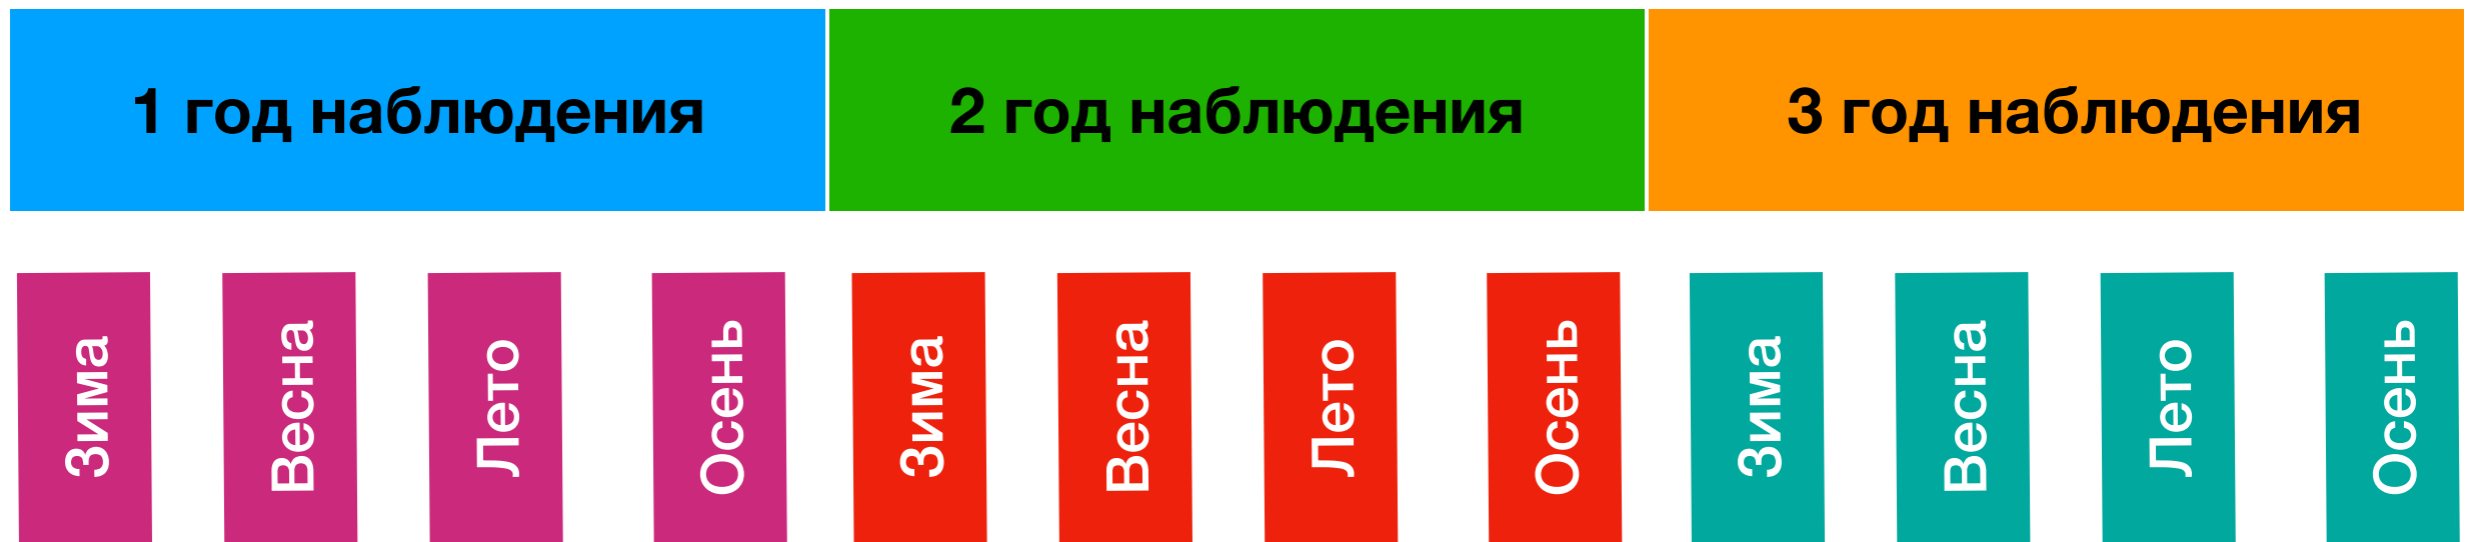 1 год наблюдения
2 год наблюдения
3 год наблюдения
Зима
Весна
Лето
Осень
Зима
Весна
Лето
Осень
Зима
Весна
Лето
Осень